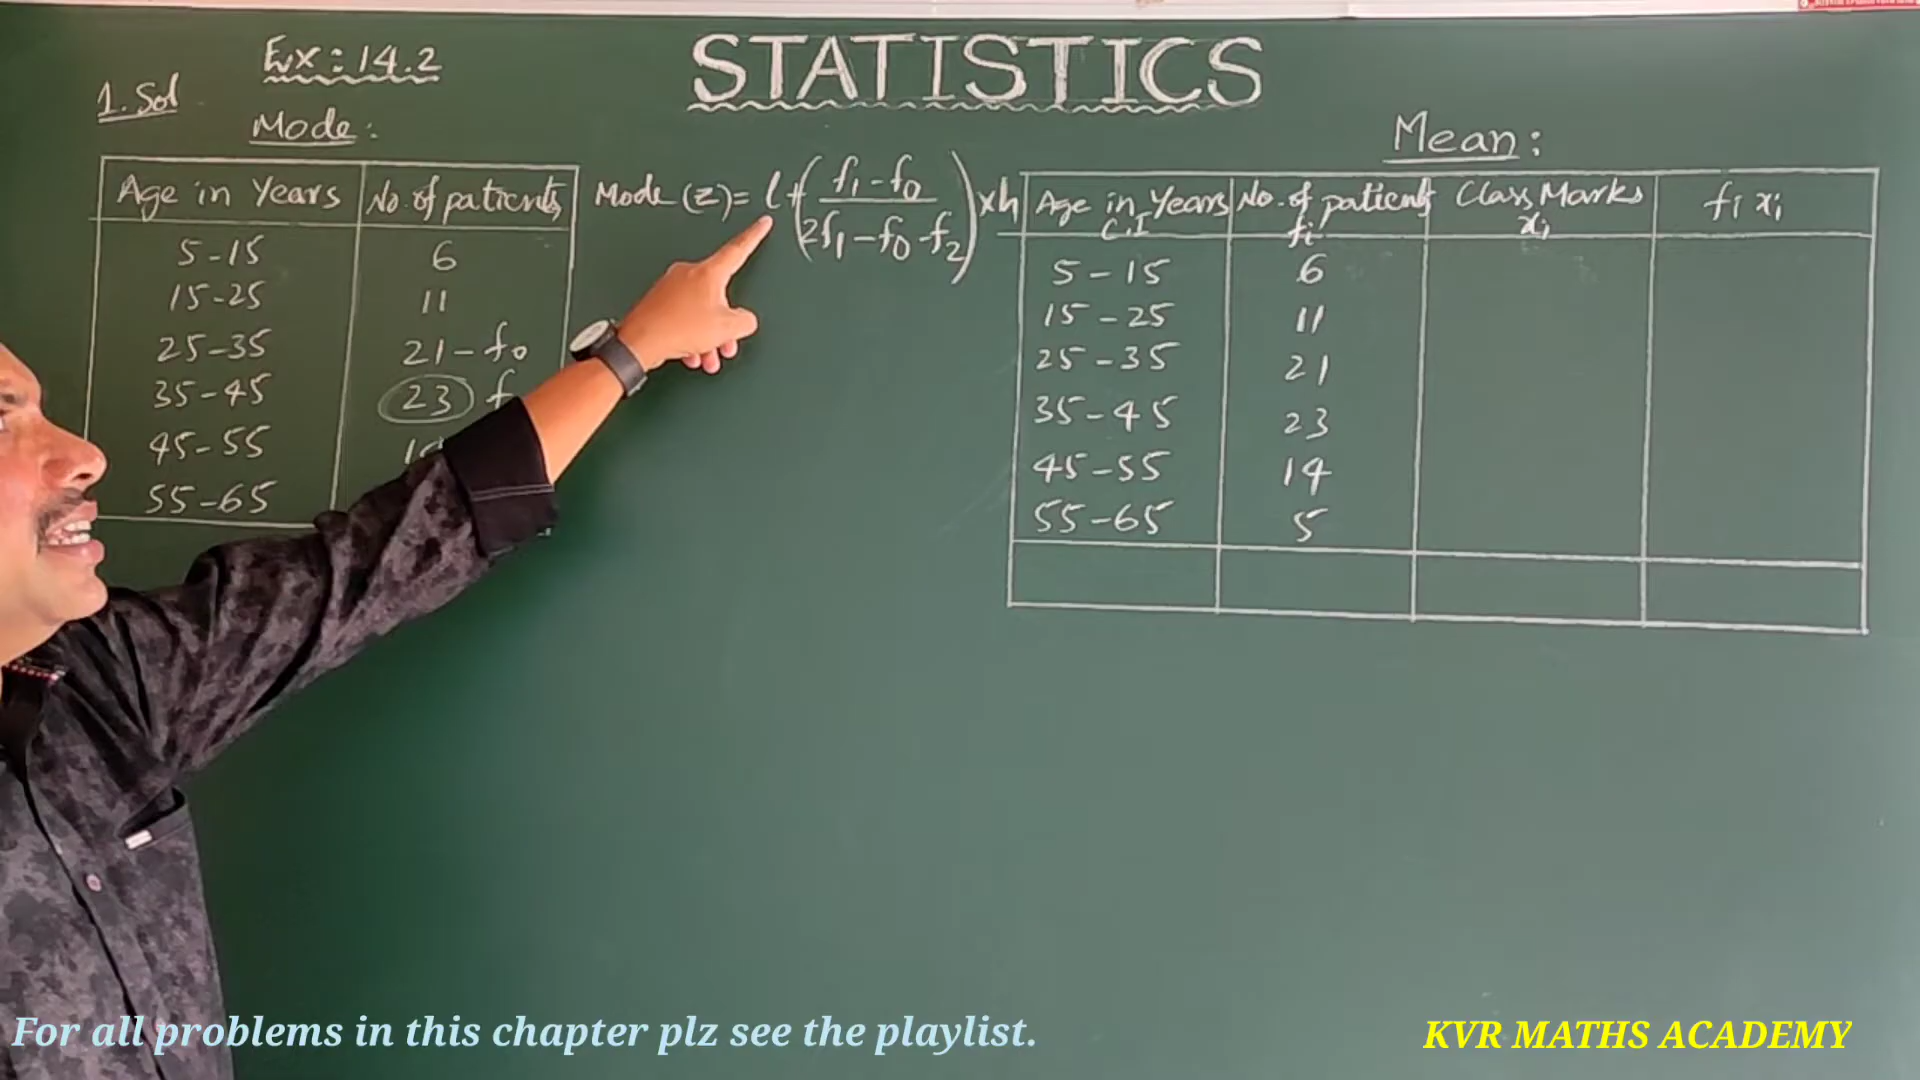 Ex : 14.2
STATISTICS
1. Sol
Mode :
Mean :
Age in Years No. of patients
5-15 6
15-25 11
25-35 21 - f0
35-45 23 f
45-55
55-65
Mode (z) = l + ( f1 - f0 / 2f1 - f0 - f2 ) x h
Age in Years C.I No. of patients fi Class Marks xi fi xi
5 - 15 6
15 - 25 11
25 - 35 21
35 - 45 23
45 - 55 14
55 - 65 5
For all problems in this chapter plz see the playlist.
KVR MATHS ACADEMY